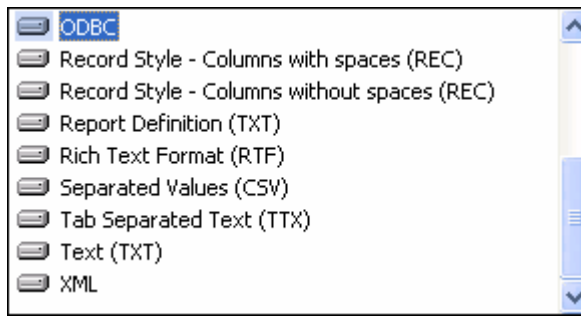 ODBC
Record Style - Columns with spaces (REC)
Record Style - Columns without spaces (REC)
Report Definition (TXT)
Rich Text Format (RTF)
Separated Values (CSV)
Tab Separated Text (TTX)
Text (TXT)
XML